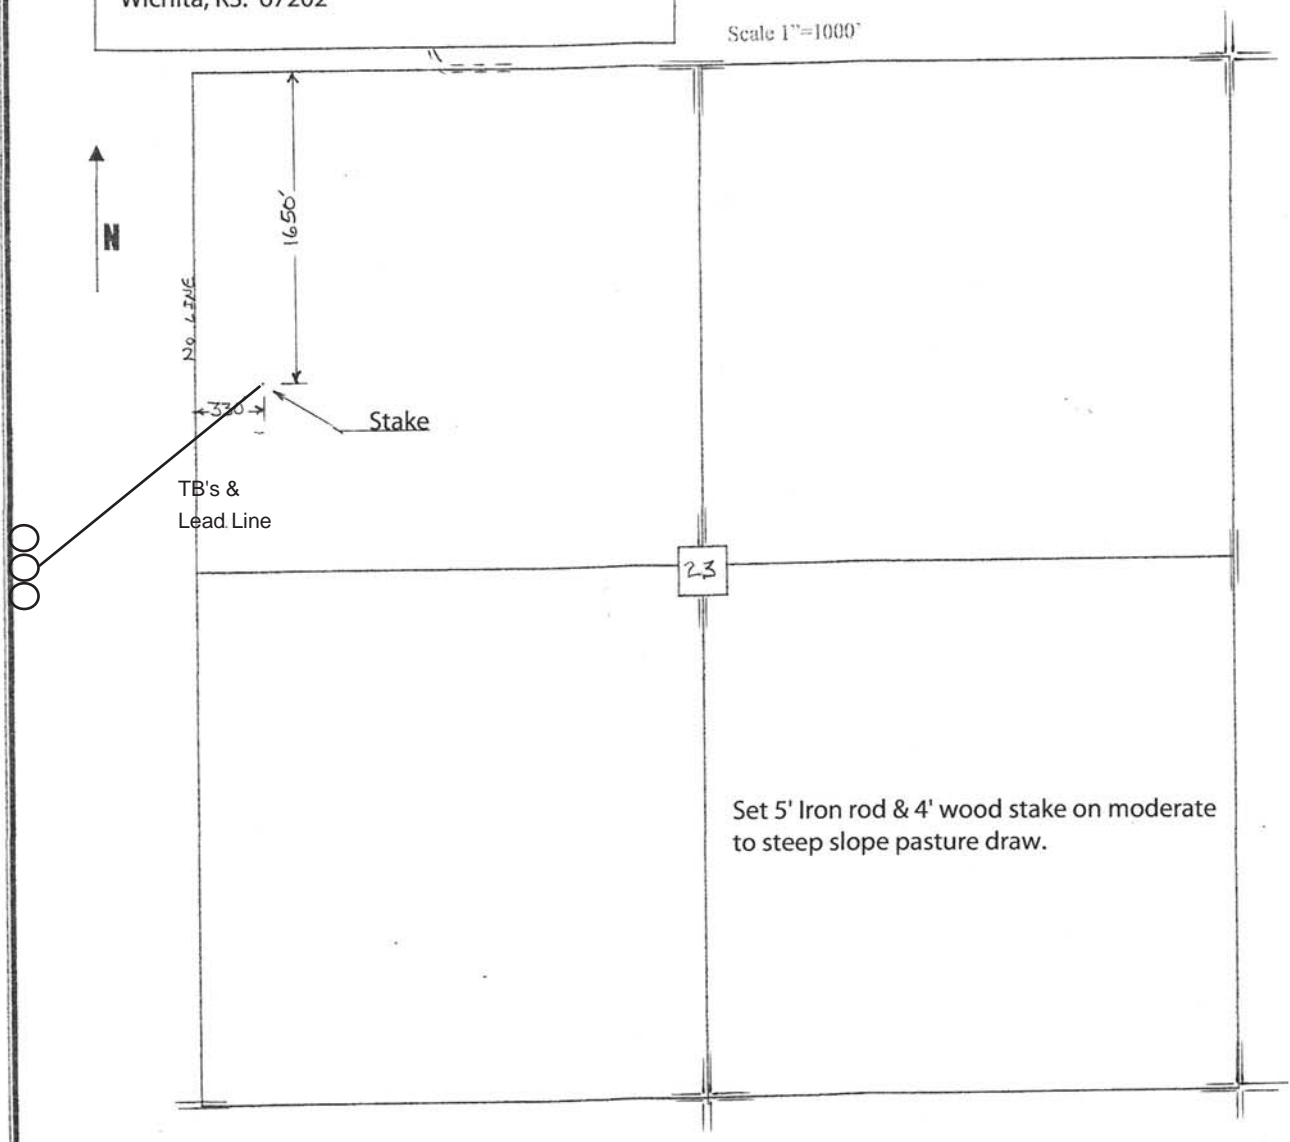 Wichita, KS. 67202
Scale 1"=1000'
N
1650'
No LINE
330
Stake
TB's &
Lead Line
23
Set 5' Iron rod & 4' wood stake on moderate
to steep slope pasture draw.